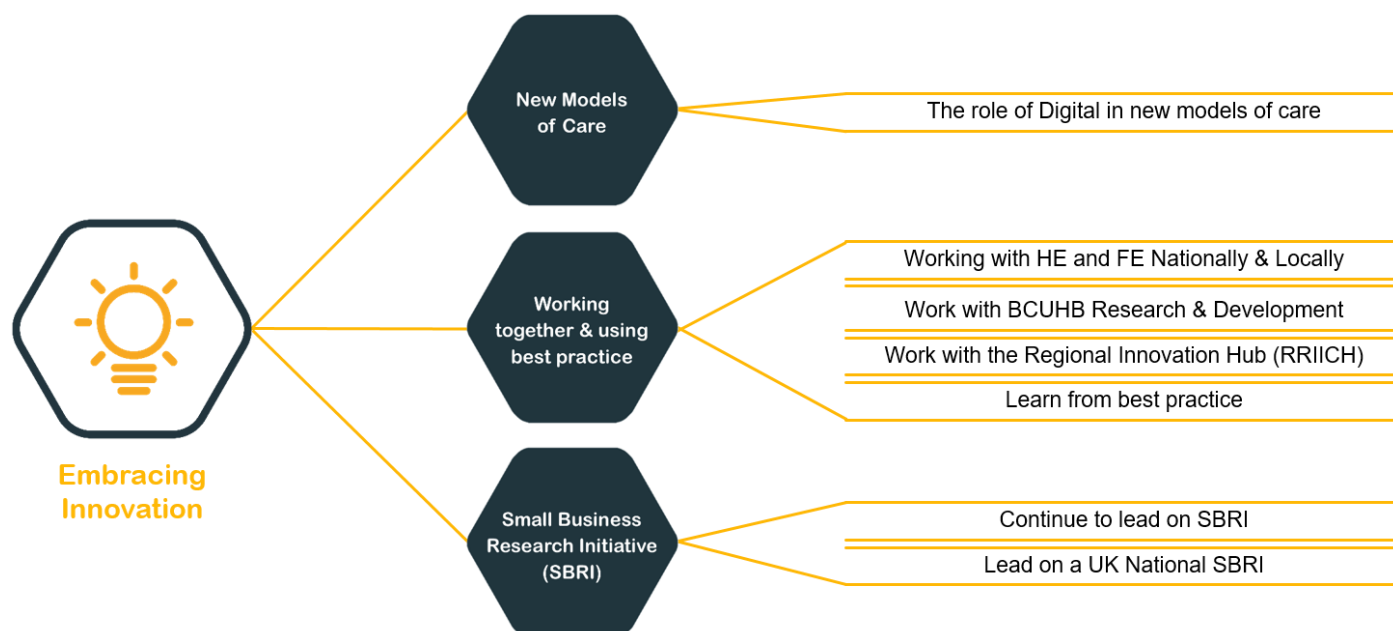 Embracing
Innovation
New Models
of Care
The role of Digital in new models of care
Working
together & using
best practice
Working with HE and FE Nationally & Locally
Work with BCUHB Research & Development
Work with the Regional Innovation Hub (RRIICH)
Learn from best practice
Small Business
Research Initiative
(SBRI)
Continue to lead on SBRI
Lead on a UK National SBRI